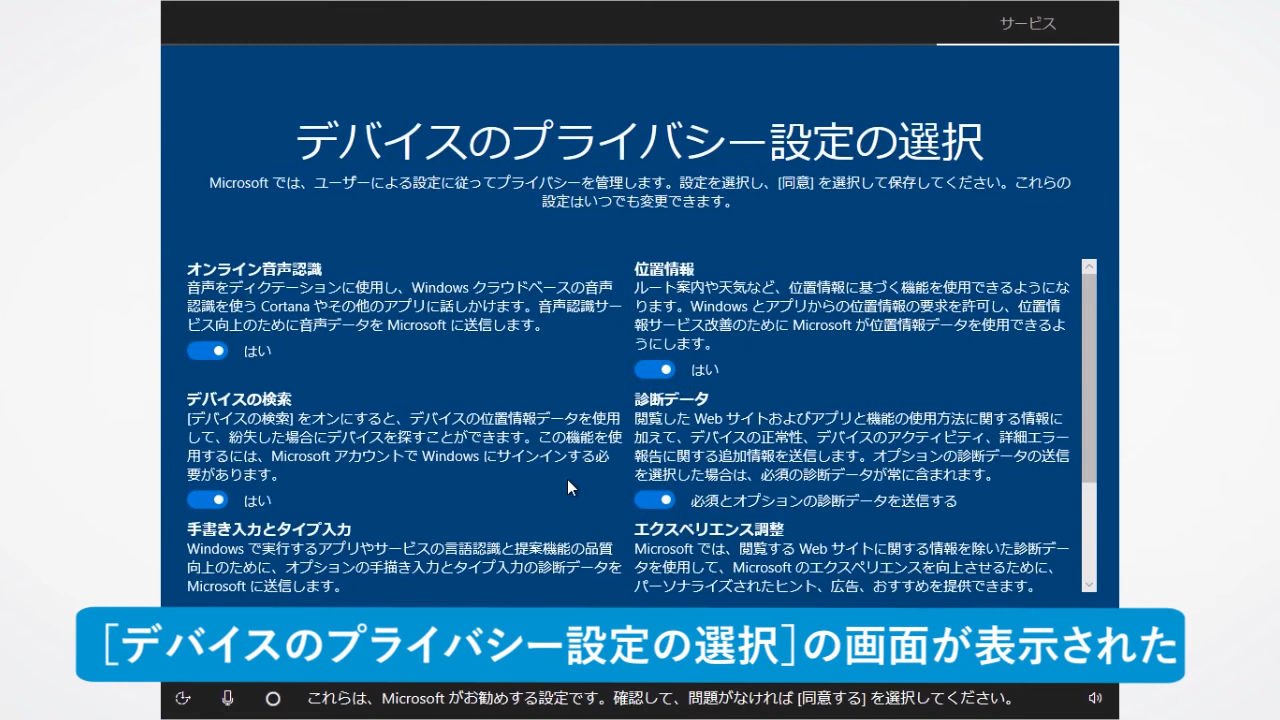 サービス
デバイスのプライバシー設定の選択
Microsoft では、ユーザーによる設定に従ってプライバシーを管理します。設定を選択し、[同意] を選択して保存してください。これらの
設定はいつでも変更できます。
オンライン音声認識
音声をディクテーションに使用し、Windows クラウドベースの音声
認識を使う Cortana やその他のアプリに話しかけます。音声認識サー
ビス向上のために音声データを Microsoft に送信します。
はい
位置情報
ルート案内や天気など、位置情報に基づく機能を使用できるようにな
ります。Windows とアプリからの位置情報の要求を許可し、位置情
報サービス改善のために Microsoft が位置情報データを使用できるよ
うにします。
はい
デバイスの検索
[デバイスの検索] をオンにすると、デバイスの位置情報データを使用
して、紛失した場合にデバイスを探すことができます。この機能を使
用するには、Microsoft アカウントで Windows にサインインする必
要があります。
はい
診断データ
閲覧した Web サイトおよびアプリと機能の使用方法に関する情報に
加えて、デバイスの正常性、デバイスのアクティビティ、詳細エラー
報告に関する追加情報を送信します。オプションの診断データの送信
を選択した場合は、必須の診断データが常に含まれます。
必須とオプションの診断データを送信する
手書き入力とタイプ入力
Windows で実行するアプリやサービスの言語認識と提案機能の品質
向上のために、オプションの手描き入力とタイプ入力の診断データを
Microsoft に送信します。
エクスペリエンス調整
Microsoft では、閲覧する Web サイトに関する情報を除いた診断デー
タを使用して、Microsoft のエクスペリエンスを向上させるために、
パーソナライズされたヒント、広告、おすすめを提供できます。
[デバイスのプライバシー設定の選択]の画面が表示された
これらは、Microsoft がお勧めする設定です。確認して、問題がなければ [同意する] を選択してください。